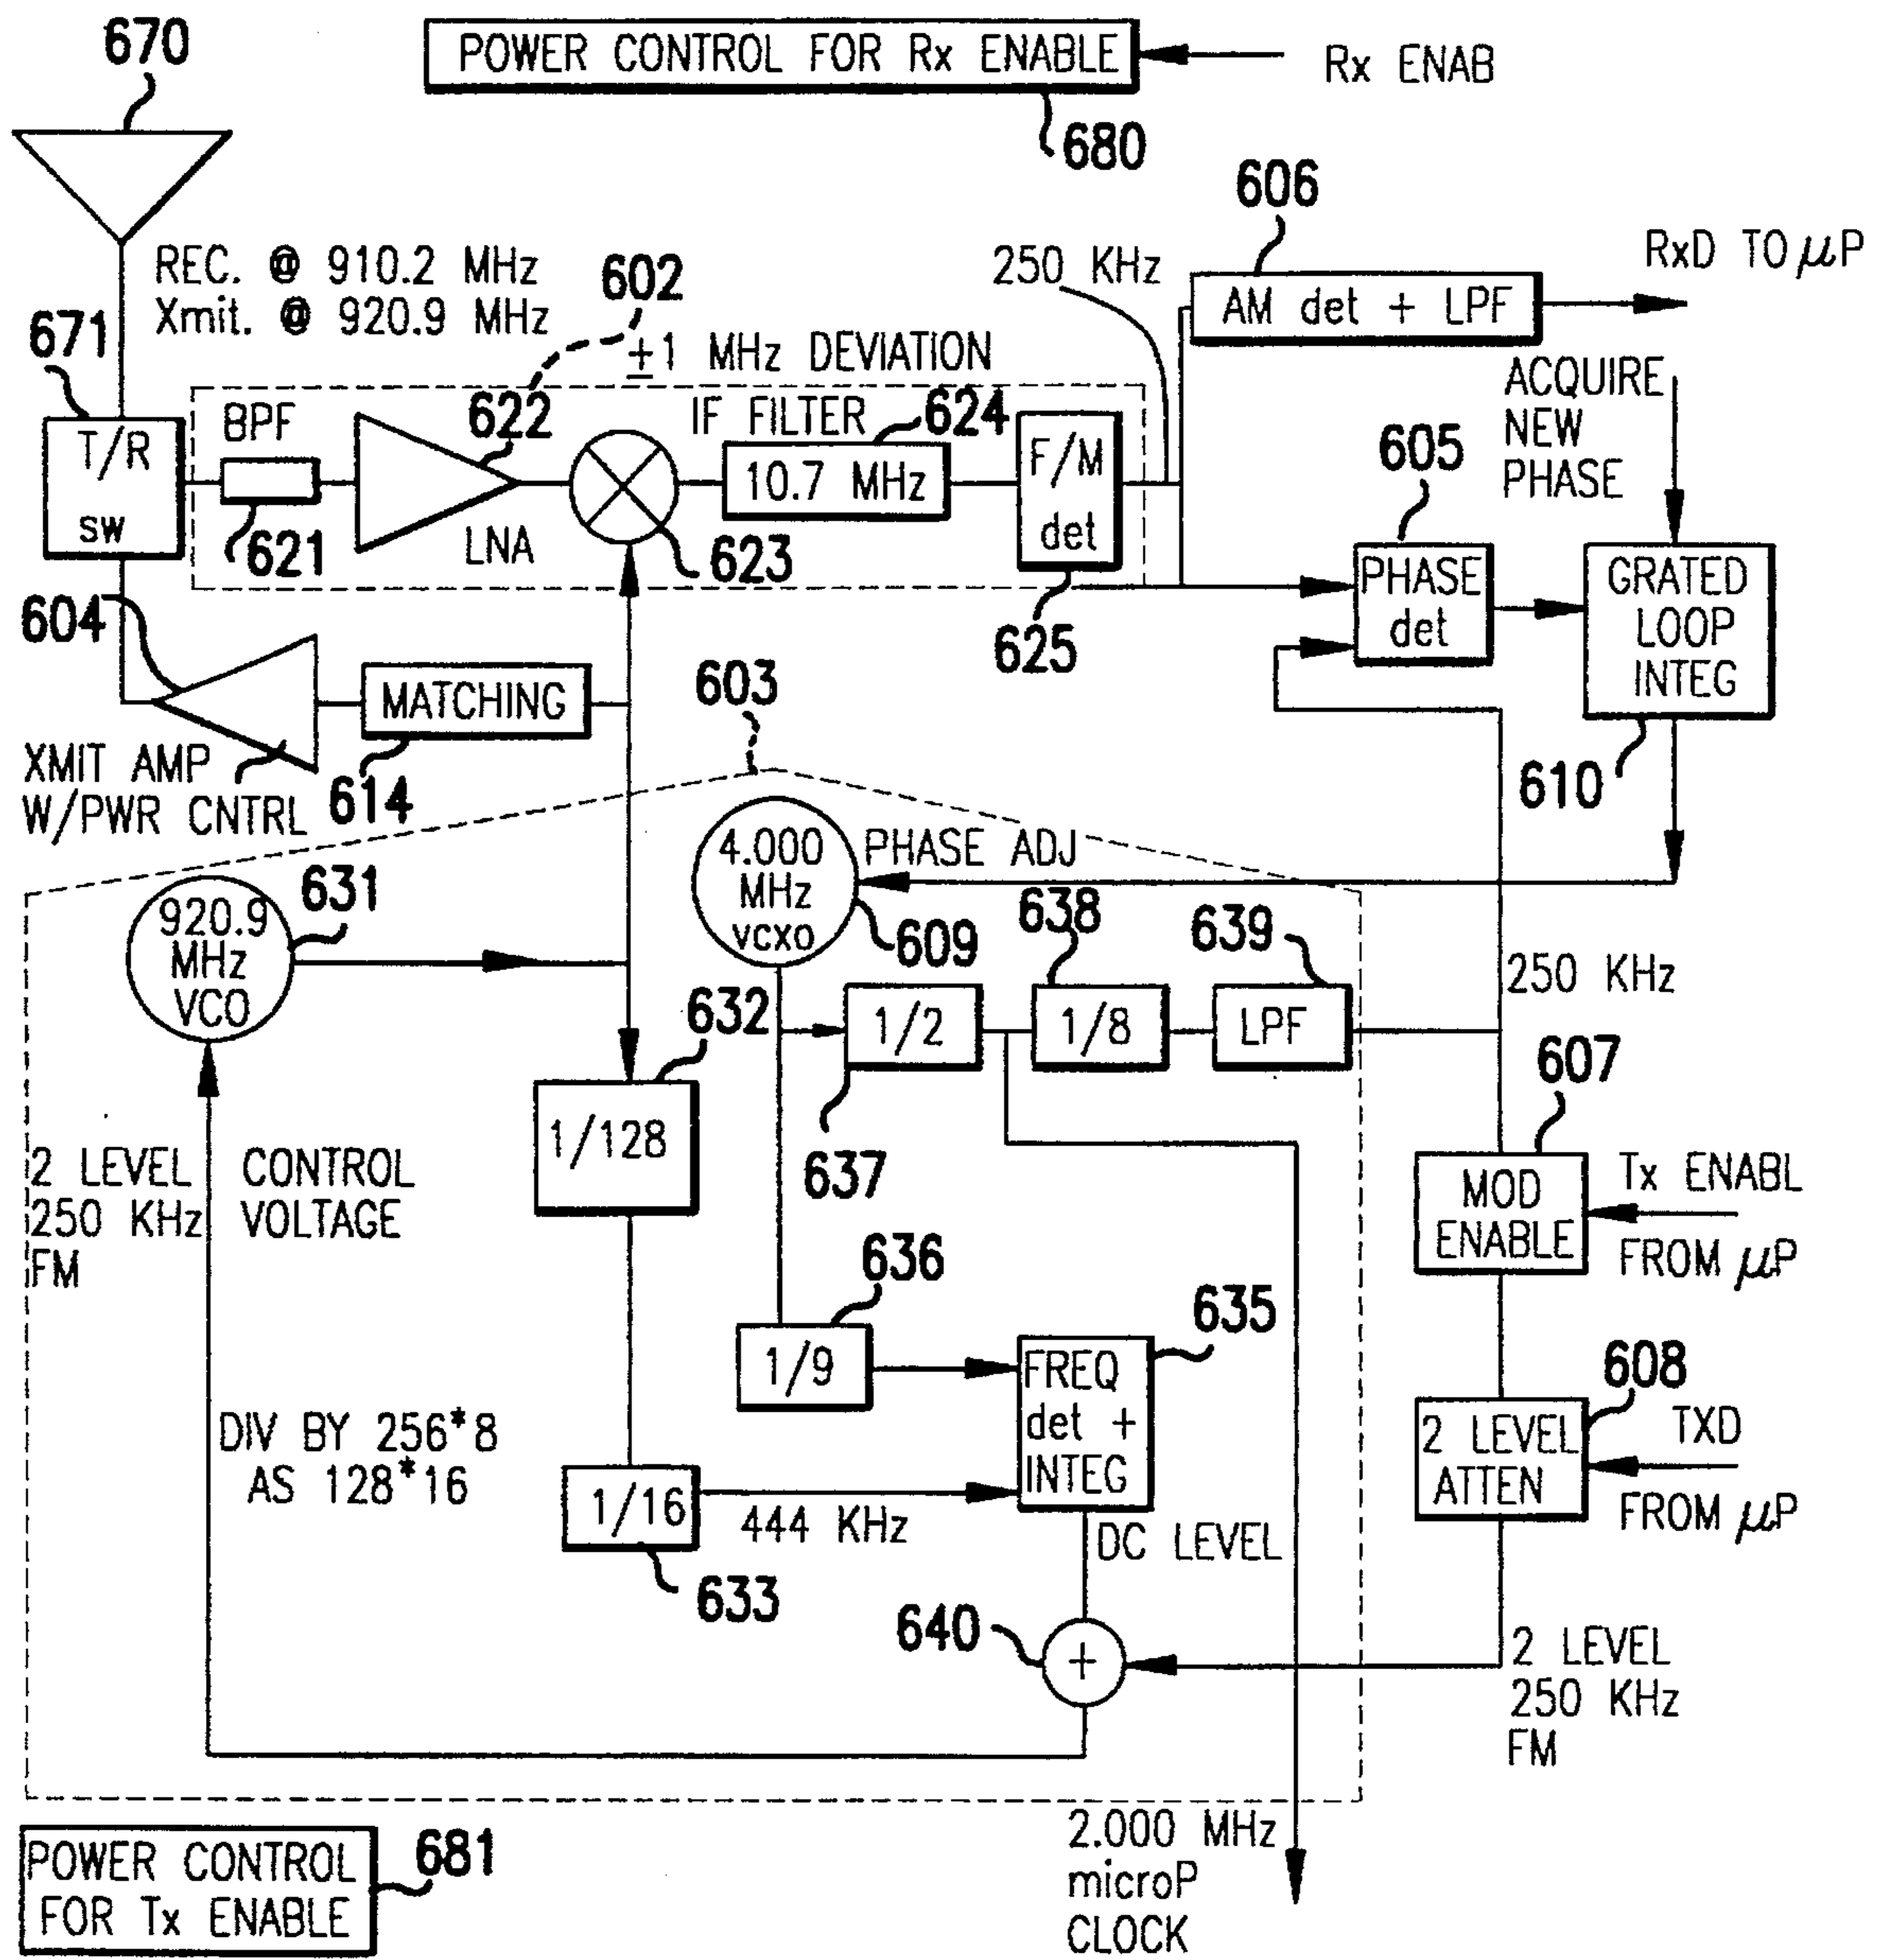 670
POWER CONTROL FOR Rx ENABLE
Rx ENAB
680
606
REC. @ 910.2 MHz
Xmit. @ 920.9 MHz
602
250 KHz
AM det + LPF
RxD TO μP
671
±1 MHz DEVIATION
ACQUIRE
NEW
PHASE
T/R
SW
BPF
621
622
LNA
623
IF FILTER
624
10.7 MHz
F/M
det
625
605
PHASE
det
GRATED
LOOP
INTEG
610
604
MATCHING
614
XMIT AMP
W/PWR CNTRL
603
4.000
MHz
VCXO
609
PHASE ADJ
920.9
MHz
VCO
631
638
639
632
1/2
1/8
LPF
250 KHz
637
1/128
607
MOD
ENABLE
Tx ENABL
FROM μP
2 LEVEL
250 KHz
FM
CONTROL
VOLTAGE
636
1/9
635
FREQ
det +
INTEG
608
2 LEVEL
ATTEN
TXD
FROM μP
DIV BY 256*8
AS 128*16
1/16
444 KHz
633
DC LEVEL
640
+
2 LEVEL
250 KHz
FM
2.000 MHz
microP
CLOCK
POWER CONTROL
FOR Tx ENABLE
681